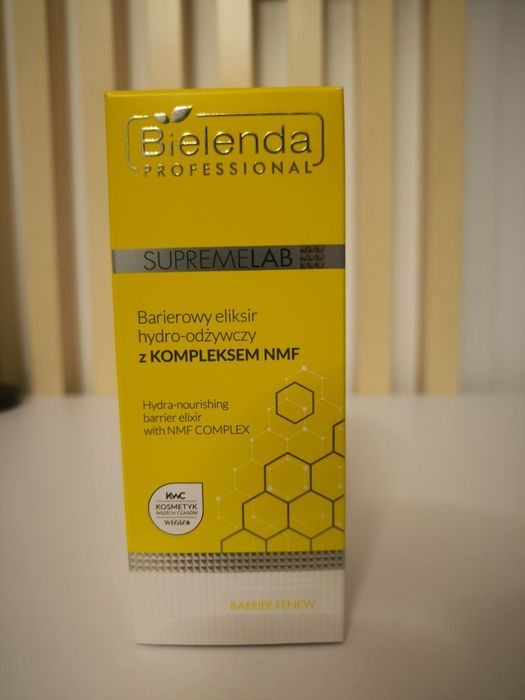 Bielenda
PROFESSIONAL
SUPREMELAB
Barierowy eliksir
hydro-odżywczy
z KOMPLEKSEM NMF
Hydra-nourishing
barrier elixir
with NMF COMPLEX
KWC
KOSMETYK
WSZECH CZASÓW
wizaz
BARRIER RENEW